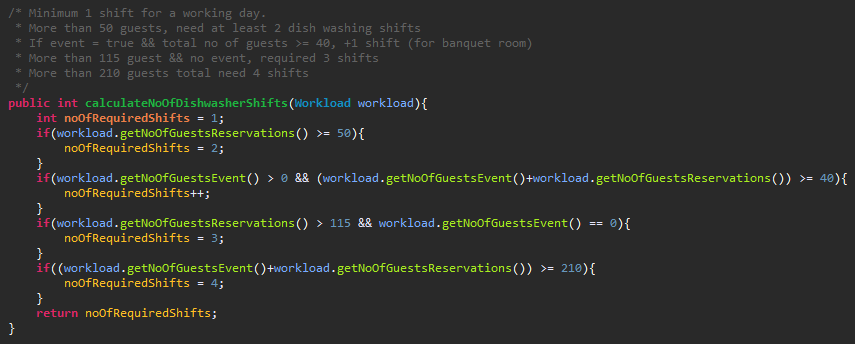 /* Minimum 1 shift for a working day.
 * More than 50 guests, need at least 2 dish washing shifts
 * If event = true && total no of guests >= 40, +1 shift (for banquet room)
 * More than 115 guest && no event, required 3 shifts
 * More than 210 guests total need 4 shifts
 */
public int calculateNoOfDishwasherShifts(Workload workload){
    int noOfRequiredShifts = 1;
    if(workload.getNoOfGuestsReservations() >= 50){
        noOfRequiredShifts = 2;
    }
    if(workload.getNoOfGuestsEvent() > 0 && (workload.getNoOfGuestsEvent()+workload.getNoOfGuestsReservations()) >= 40){
        noOfRequiredShifts++;
    }
    if(workload.getNoOfGuestsReservations() > 115 && workload.getNoOfGuestsEvent() == 0){
        noOfRequiredShifts = 3;
    }
    if((workload.getNoOfGuestsEvent()+workload.getNoOfGuestsReservations()) >= 210){
        noOfRequiredShifts = 4;
    }
    return noOfRequiredShifts;
}